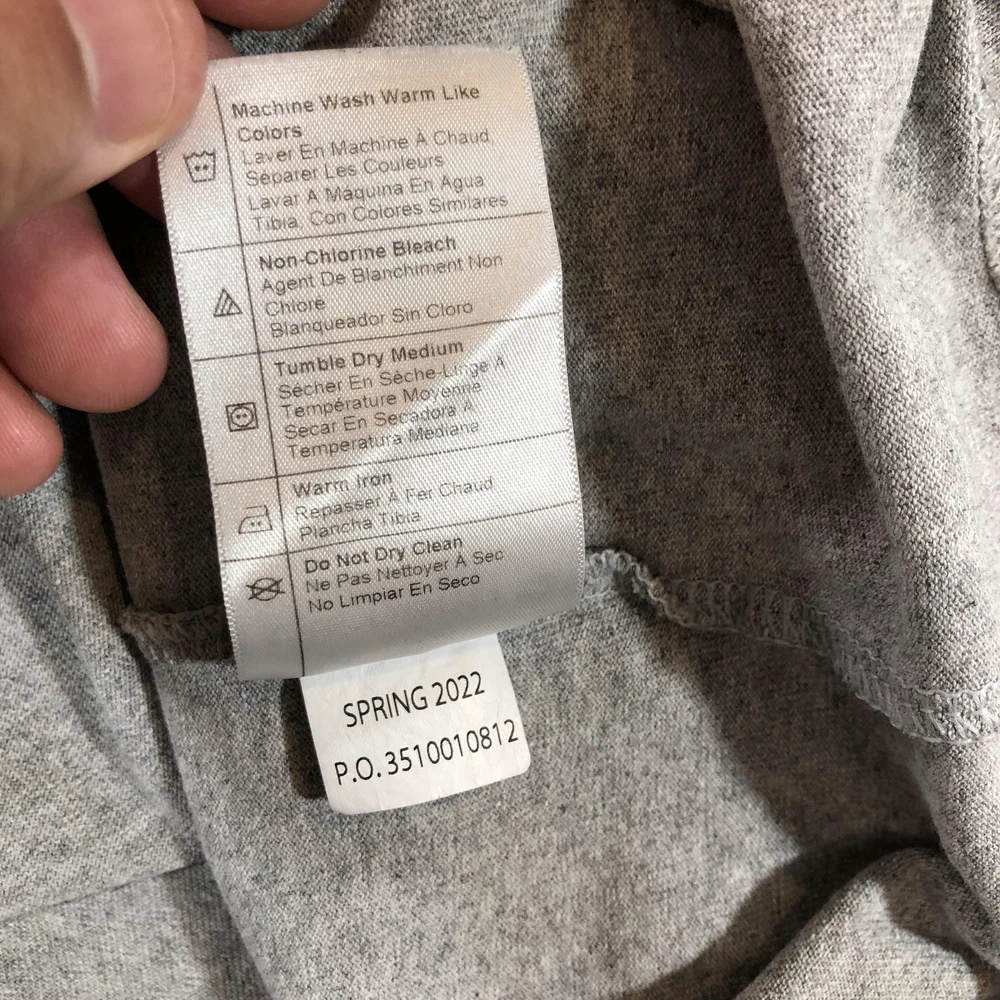 Machine Wash Warm Like
Colors
Laver En Machine À Chaud,
Séparer Les Couleurs
Lavar A Maquina En Agua
Tibia, Con Colores Similares
Non-Chlorine Bleach
Agent De Blanchiment Non
Chlore
Blanqueador Sin Cloro
Tumble Dry Medium
Sécher En Sèche-Linge À
Température Moyenne
Secar En Secadora A
Temperatura Mediana
Warm Iron
Repasser À Fer Chaud
Plancha Tibia
Do Not Dry Clean
Ne Pas Nettoyer À Sec
No Limpiar En Seco
SPRING 2022
P.O. 3510010812